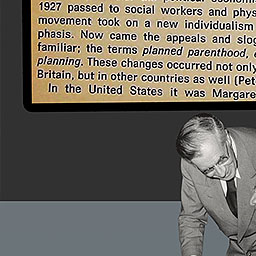 1927 passed to social workers and phys
movement took on a new individualism
phasis. Now came the appeals and slog
familiar; the terms planned parenthood,
planning. These changes occurred not only
Britain, but in other countries as well (Pet
In the United States it was Margare